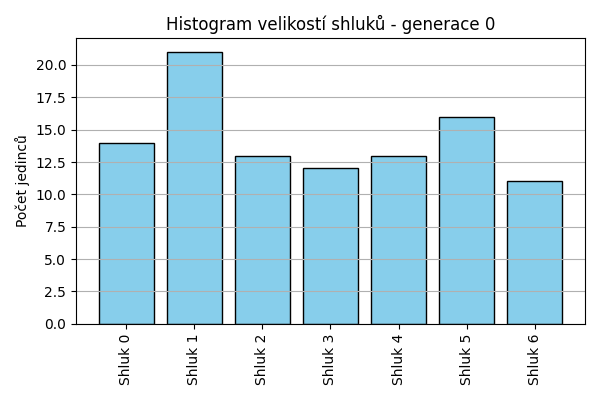 Histogram velikostí shluků - generace 0
Počet jedinců
20.0
17.5
15.0
12.5
10.0
7.5
5.0
2.5
0.0
Shluk 0
Shluk 1
Shluk 2
Shluk 3
Shluk 4
Shluk 5
Shluk 6